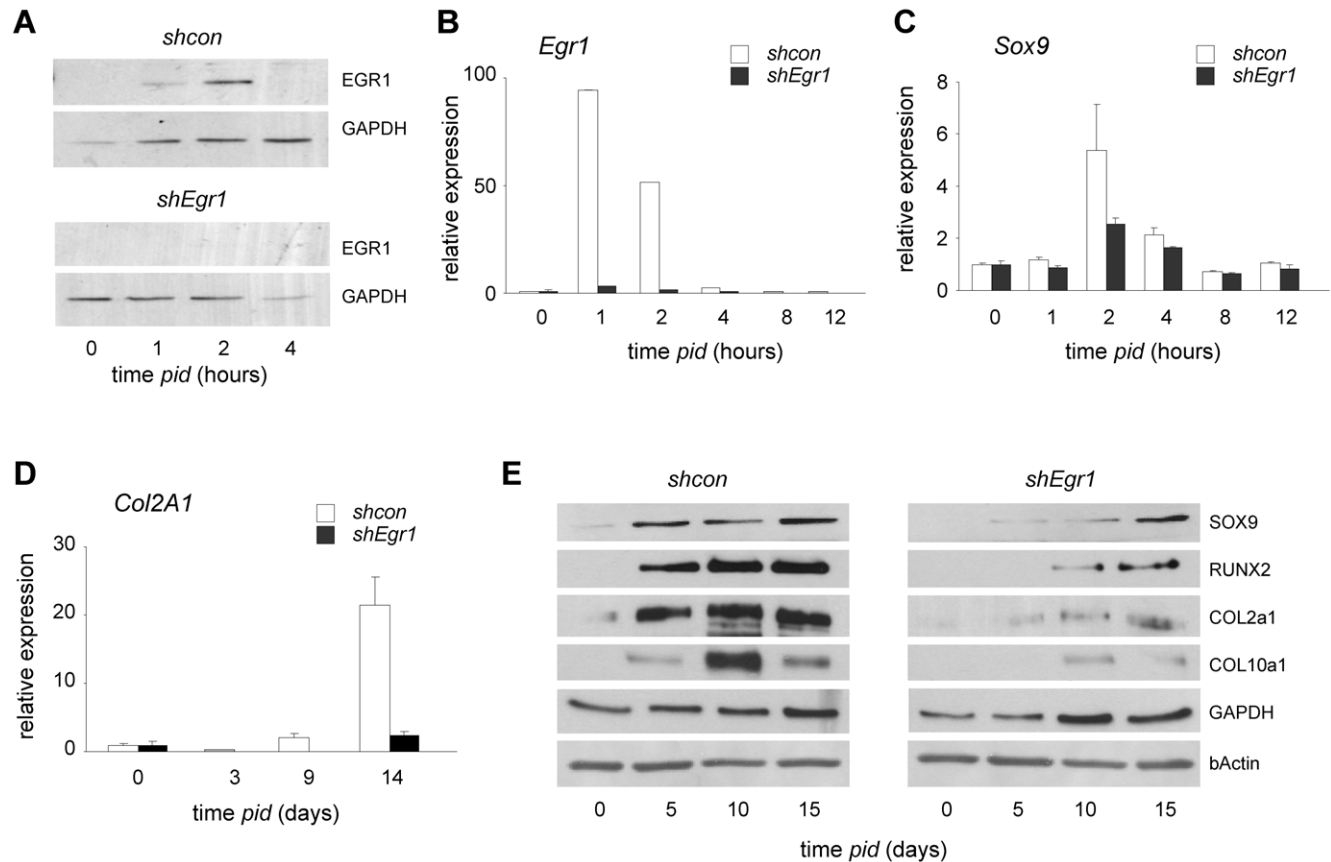 A
shcon
EGR1
GAPDH
shEgr1
EGR1
GAPDH
0 1 2 4
time pid (hours)
B
Egr1
shcon
shEgr1
100
50
0
relative expression
0 1 2 4 8 12
time pid (hours)
C
Sox9
shcon
shEgr1
8
6
4
2
0
relative expression
0 1 2 4 8 12
time pid (hours)
D
Col2A1
shcon
shEgr1
30
20
10
0
relative expression
0 3 9 14
time pid (days)
E
shcon shEgr1
SOX9
RUNX2
COL2a1
COL10a1
GAPDH
bActin
0 5 10 15 0 5 10 15
time pid (days)